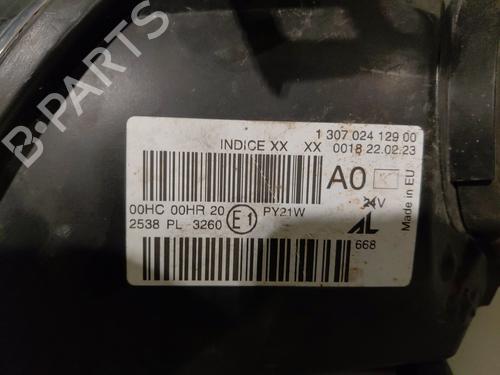 B-PARTS
1 307 024 129 00
INDICE XX XX 0018 22.02.23
A0 K
24V
Made in EU
00HC 00HR 20 E1 PY21W
2538 PL 3260
AL
668